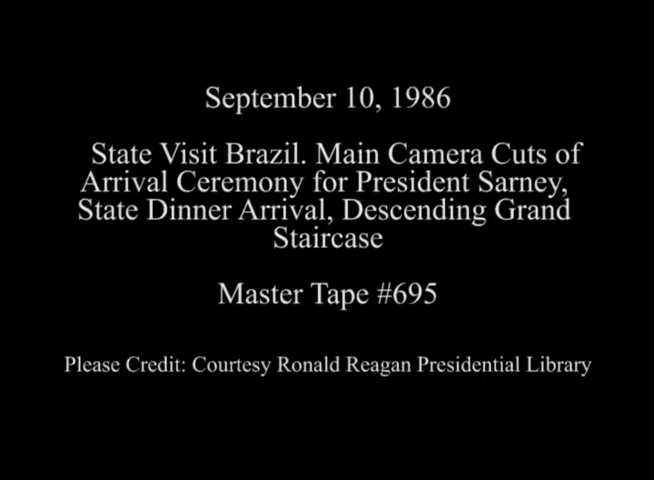 September 10, 1986
State Visit Brazil. Main Camera Cuts of
Arrival Ceremony for President Sarney,
State Dinner Arrival, Descending Grand
Staircase
Master Tape #695
Please Credit: Courtesy Ronald Reagan Presidential Library